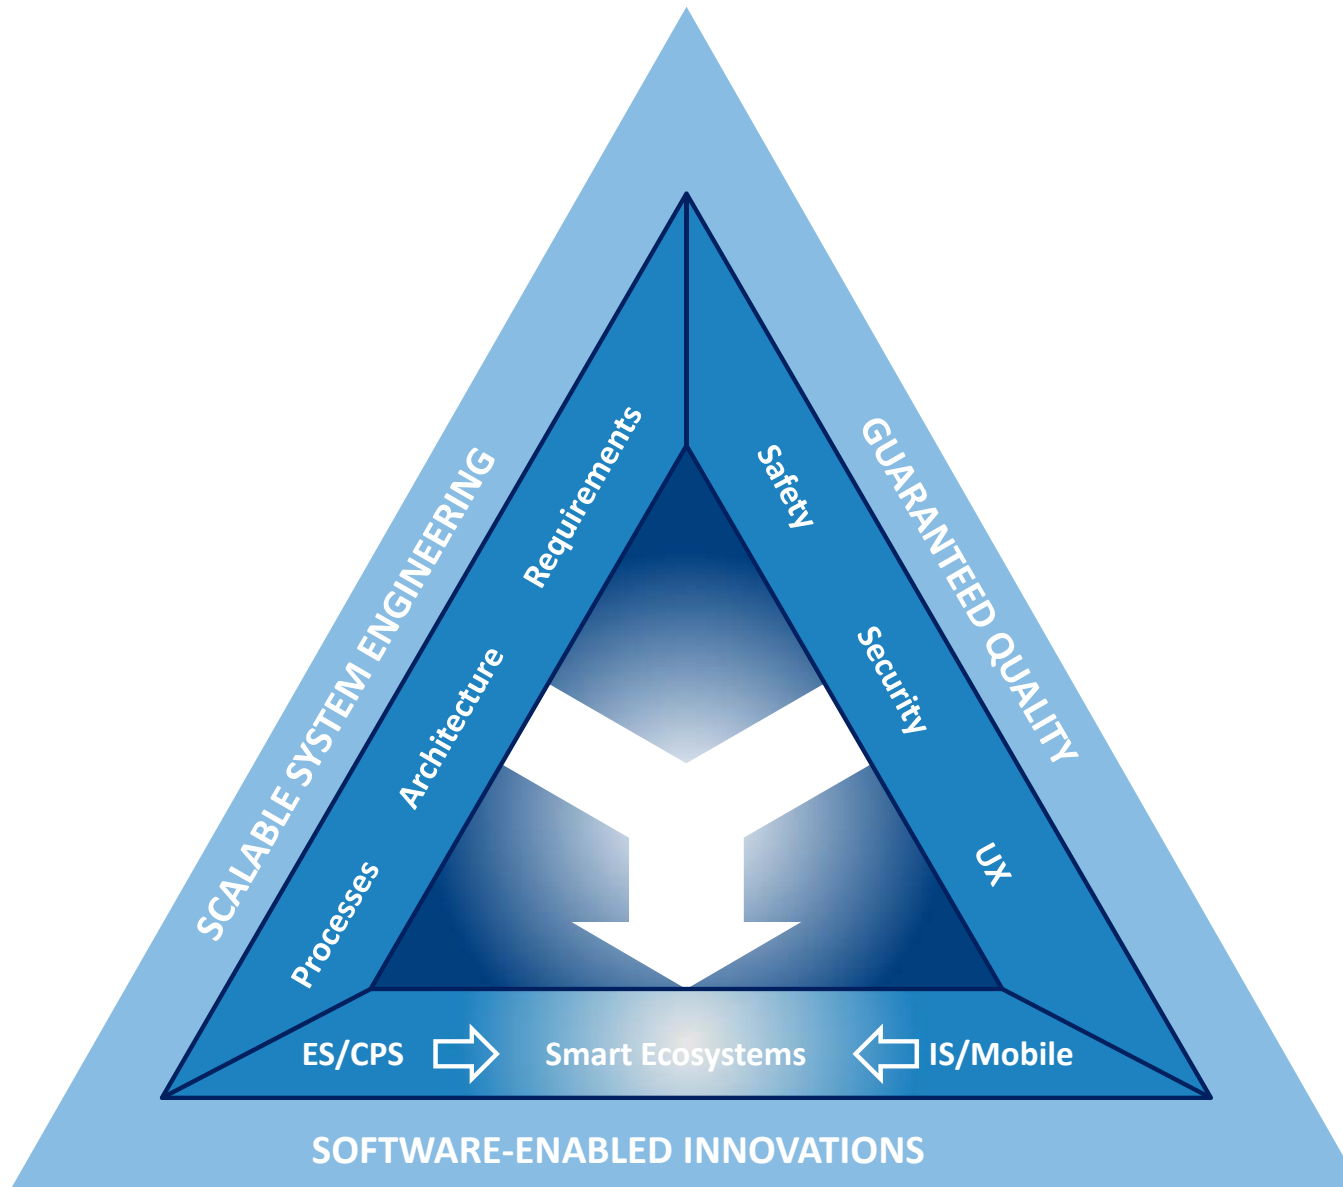 SCALABLE SYSTEM ENGINEERING
GUARANTEED QUALITY
Requirements
Architecture
Processes
Safety
Security
UX
ES/CPS
Smart Ecosystems
IS/Mobile
SOFTWARE-ENABLED INNOVATIONS